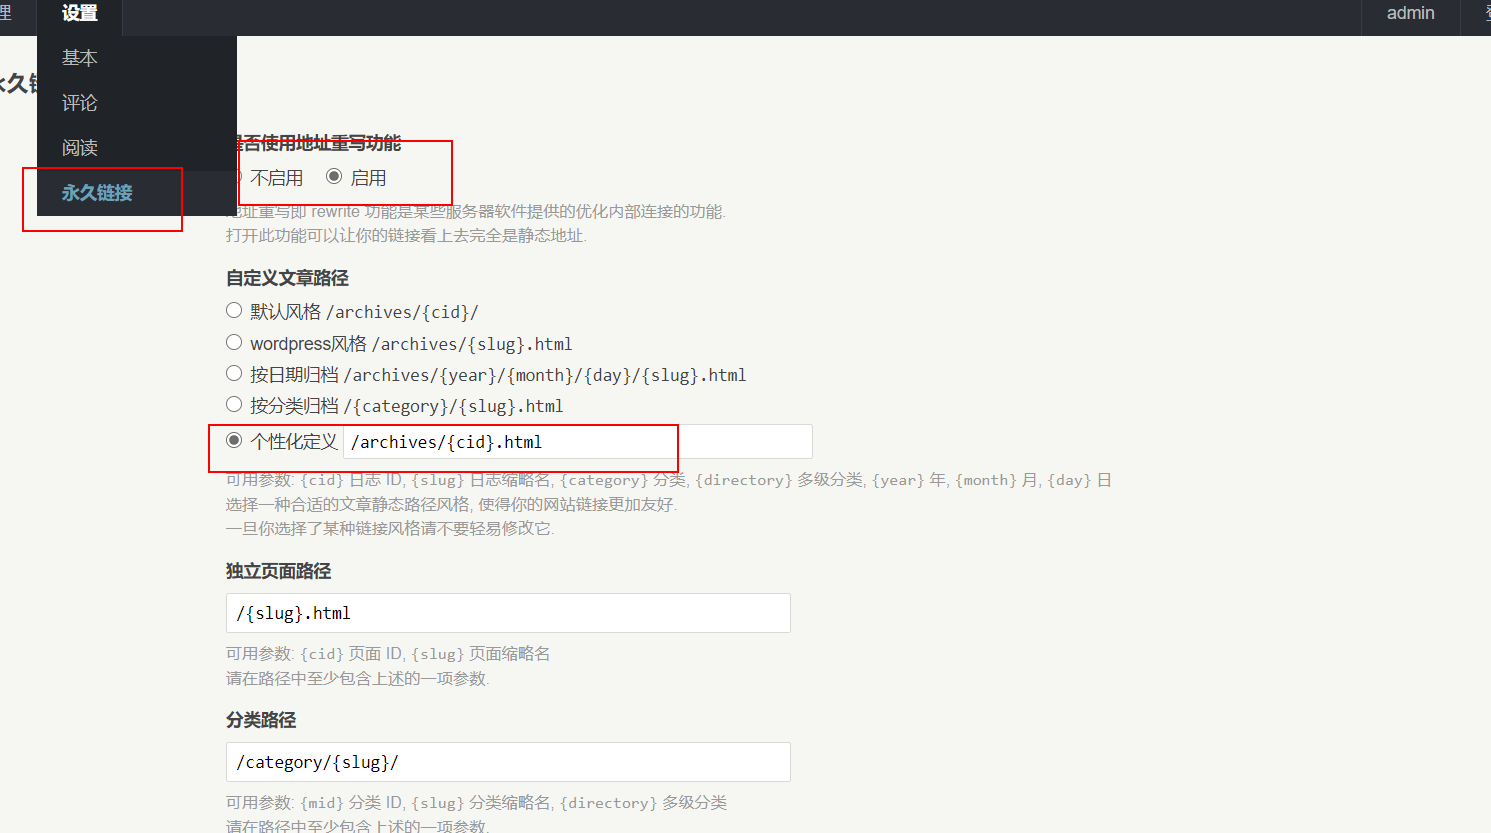 理 设置 admin 登
基本
永久链
评论
是否使用地址重写功能
阅读
不启用 启用
永久链接
地址重写即 rewrite 功能是某些服务器软件提供的优化内部连接的功能.
打开此功能可以让你的链接看上去完全是静态地址.
自定义文章路径
默认风格 /archives/{cid}/
wordpress风格 /archives/{slug}.html
按日期归档 /archives/{year}/{month}/{day}/{slug}.html
按分类归档 /{category}/{slug}.html
个性化定义 /archives/{cid}.html
可用参数: {cid} 日志 ID, {slug} 日志缩略名, {category} 分类, {directory} 多级分类, {year} 年, {month} 月, {day} 日
选择一种合适的文章静态路径风格, 使得你的网站链接更加友好.
一旦你选择了某种链接风格请不要轻易修改它.
独立页面路径
/{slug}.html
可用参数: {cid} 页面 ID, {slug} 页面缩略名
请在路径中至少包含上述的一项参数.
分类路径
/category/{slug}/
可用参数: {mid} 分类 ID, {slug} 分类缩略名, {directory} 多级分类
请在路径中至少包含上述的一项参数.